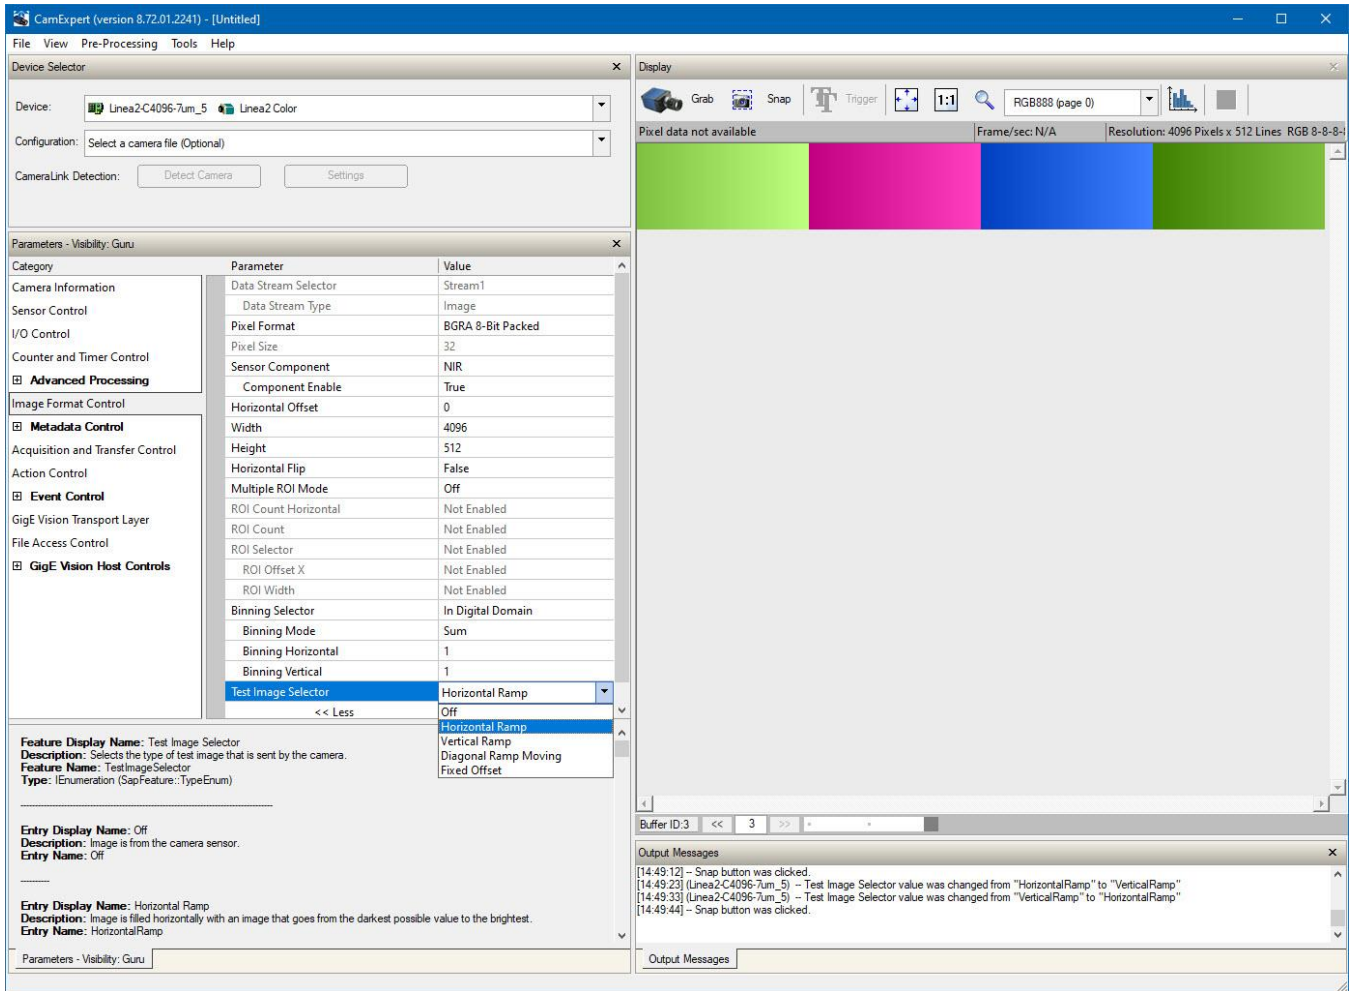 CamExpert (version 8.72.01.2241) - [Untitled]
File View Pre-Processing Tools Help
Device Selector
Device: Linea2-C4096-7um_5 Linea2 Color
Configuration: Select a camera file (Optional)
CameraLink Detection: Detect Camera Settings
Parameters - Visibility: Guru
Category
Camera Information
Sensor Control
I/O Control
Counter and Timer Control
Advanced Processing
Image Format Control
Metadata Control
Acquisition and Transfer Control
Action Control
Event Control
GigE Vision Transport Layer
File Access Control
GigE Vision Host Controls
Parameter Value
Data Stream Selector Stream1
Data Stream Type Image
Pixel Format BGRA 8-Bit Packed
Pixel Size 32
Sensor Component NIR
Component Enable True
Horizontal Offset 0
Width 4096
Height 512
Horizontal Flip False
Multiple ROI Mode Off
ROI Count Horizontal Not Enabled
ROI Count Not Enabled
ROI Selector Not Enabled
ROI Offset X Not Enabled
ROI Width Not Enabled
Binning Selector In Digital Domain
Binning Mode Sum
Binning Horizontal 1
Binning Vertical 1
Test Image Selector Horizontal Ramp
<< Less
Off
Horizontal Ramp
Vertical Ramp
Diagonal Ramp Moving
Fixed Offset
Feature Display Name: Test Image Selector
Description: Selects the type of test image that is sent by the camera.
Feature Name: TestImageSelector
Type: IEnumeration (SapFeature::TypeEnum)
Entry Display Name: Off
Description: Image is from the camera sensor.
Entry Name: Off
Entry Display Name: Horizontal Ramp
Description: Image is filled horizontally with an image that goes from the darkest possible value to the brightest.
Entry Name: HorizontalRamp
Parameters - Visibility: Guru
Display
Grab Snap Trigger 1:1 RGB888 (page 0)
Pixel data not available Frame/sec: N/A Resolution: 4096 Pixels x 512 Lines RGB 8-8-8-
Buffer ID:3 << 3 >>
Output Messages
[14:49:12] -- Snap button was clicked.
[14:49:23] (Linea2-C4096-7um_5) -- Test Image Selector value was changed from "HorizontalRamp" to "VerticalRamp"
[14:49:33] (Linea2-C4096-7um_5) -- Test Image Selector value was changed from "VerticalRamp" to "HorizontalRamp"
[14:49:44] -- Snap button was clicked.
Output Messages